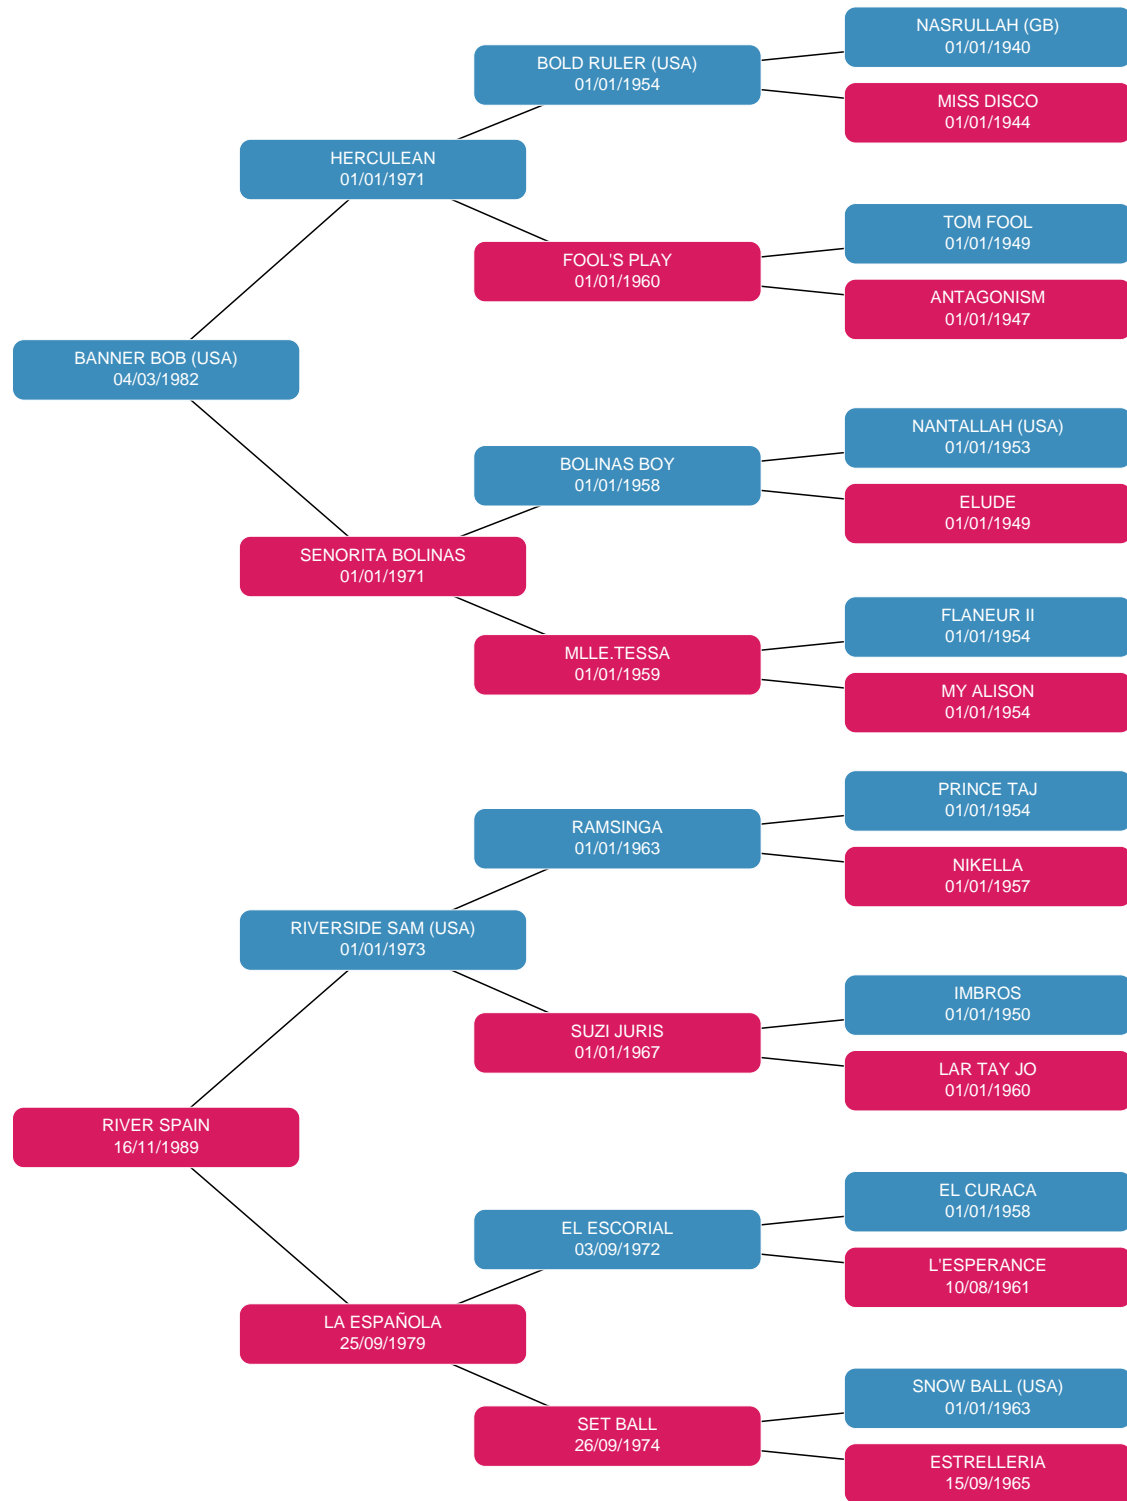 NASRULLAH (GB)
01/01/1940
BOLD RULER (USA)
01/01/1954
MISS DISCO
01/01/1944
HERCULEAN
01/01/1971
TOM FOOL
01/01/1949
FOOL'S PLAY
01/01/1960
ANTAGONISM
01/01/1947
BANNER BOB (USA)
04/03/1982
NANTALLAH (USA)
01/01/1953
BOLINAS BOY
01/01/1958
ELUDE
01/01/1949
SENORITA BOLINAS
01/01/1971
FLANEUR II
01/01/1954
MLLE.TESSA
01/01/1959
MY ALISON
01/01/1954
PRINCE TAJ
01/01/1954
RAMSINGA
01/01/1963
NIKELLA
01/01/1957
RIVERSIDE SAM (USA)
01/01/1973
IMBROS
01/01/1950
SUZI JURIS
01/01/1967
LAR TAY JO
01/01/1960
RIVER SPAIN
16/11/1989
EL CURACA
01/01/1958
EL ESCORIAL
03/09/1972
L'ESPERANCE
10/08/1961
LA ESPAÑOLA
25/09/1979
SNOW BALL (USA)
01/01/1963
SET BALL
26/09/1974
ESTRELLERIA
15/09/1965